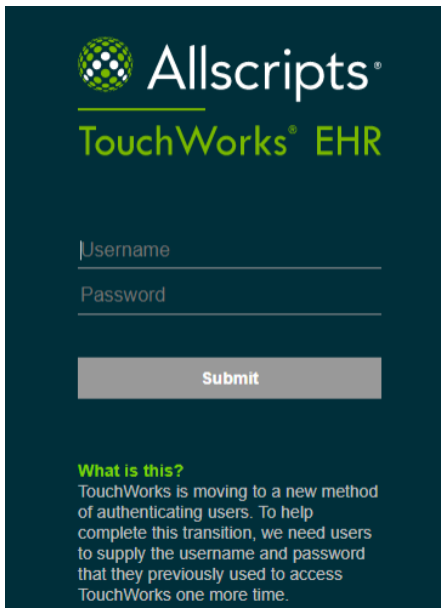 Allscripts®
TouchWorks® EHR
Username
Password
Submit
What is this?
TouchWorks is moving to a new method
of authenticating users. To help
complete this transition, we need users
to supply the username and password
that they previously used to access
TouchWorks one more time.